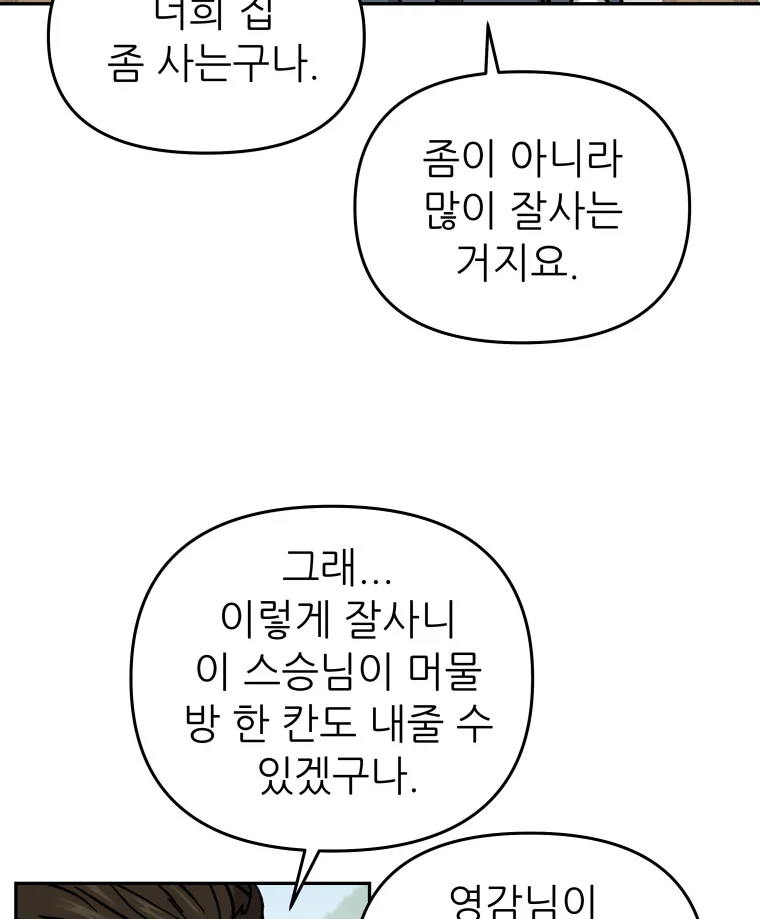 너희 집
좀 사는구나.
좀이 아니라
많이 잘사는
거지요.
그래...
이렇게 잘사니
이 스승님이 머물
방 한 칸도 내줄 수
있겠구나.
영감님이